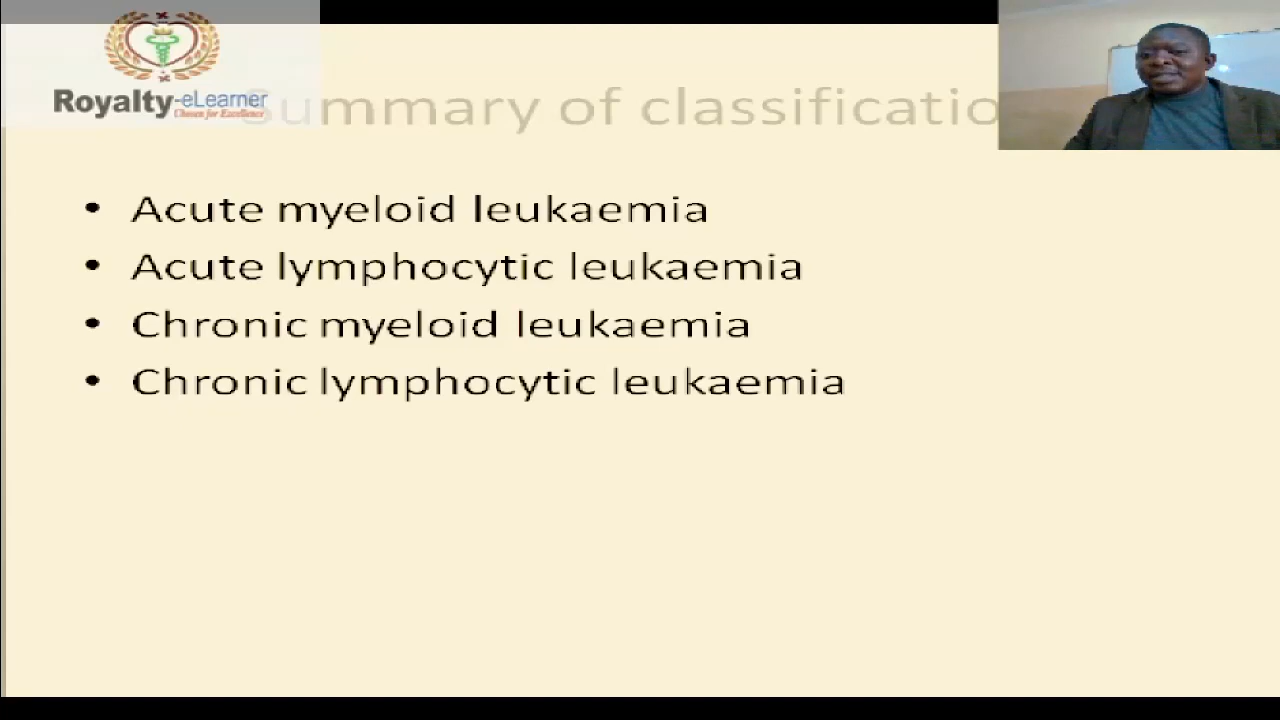 Royalty-eLearner
Chosen for Excellence
Summary of classificatio
• Acute myeloid leukaemia
• Acute lymphocytic leukaemia
• Chronic myeloid leukaemia
• Chronic lymphocytic leukaemia